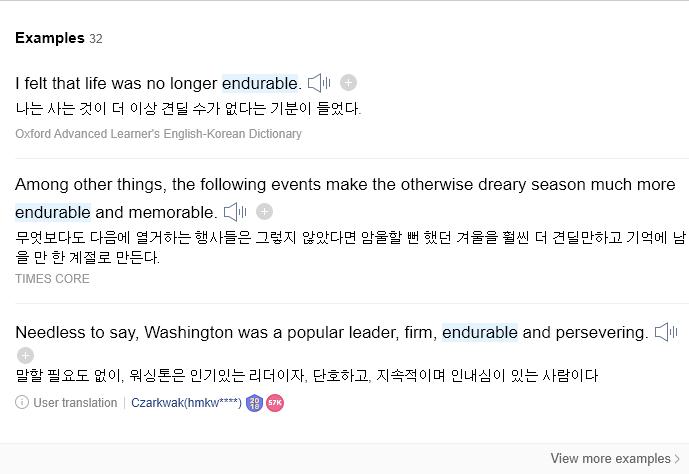 Examples 32
I felt that life was no longer endurable.
나는 사는 것이 더 이상 견딜 수가 없다는 기분이 들었다.
Oxford Advanced Learner's English-Korean Dictionary
Among other things, the following events make the otherwise dreary season much more
endurable and memorable.
무엇보다도 다음에 열거하는 행사들은 그렇지 않았다면 암울할 뻔 했던 겨울을 훨씬 더 견딜만하고 기억에 남
을 만 한 계절로 만든다.
TIMES CORE
Needless to say, Washington was a popular leader, firm, endurable and persevering.
말할 필요도 없이, 워싱톤은 인기있는 리더이자, 단호하고, 지속적이며 인내심이 있는 사람이다
User translation | Czarkwak(hmkw****) 2018 57K
View more examples